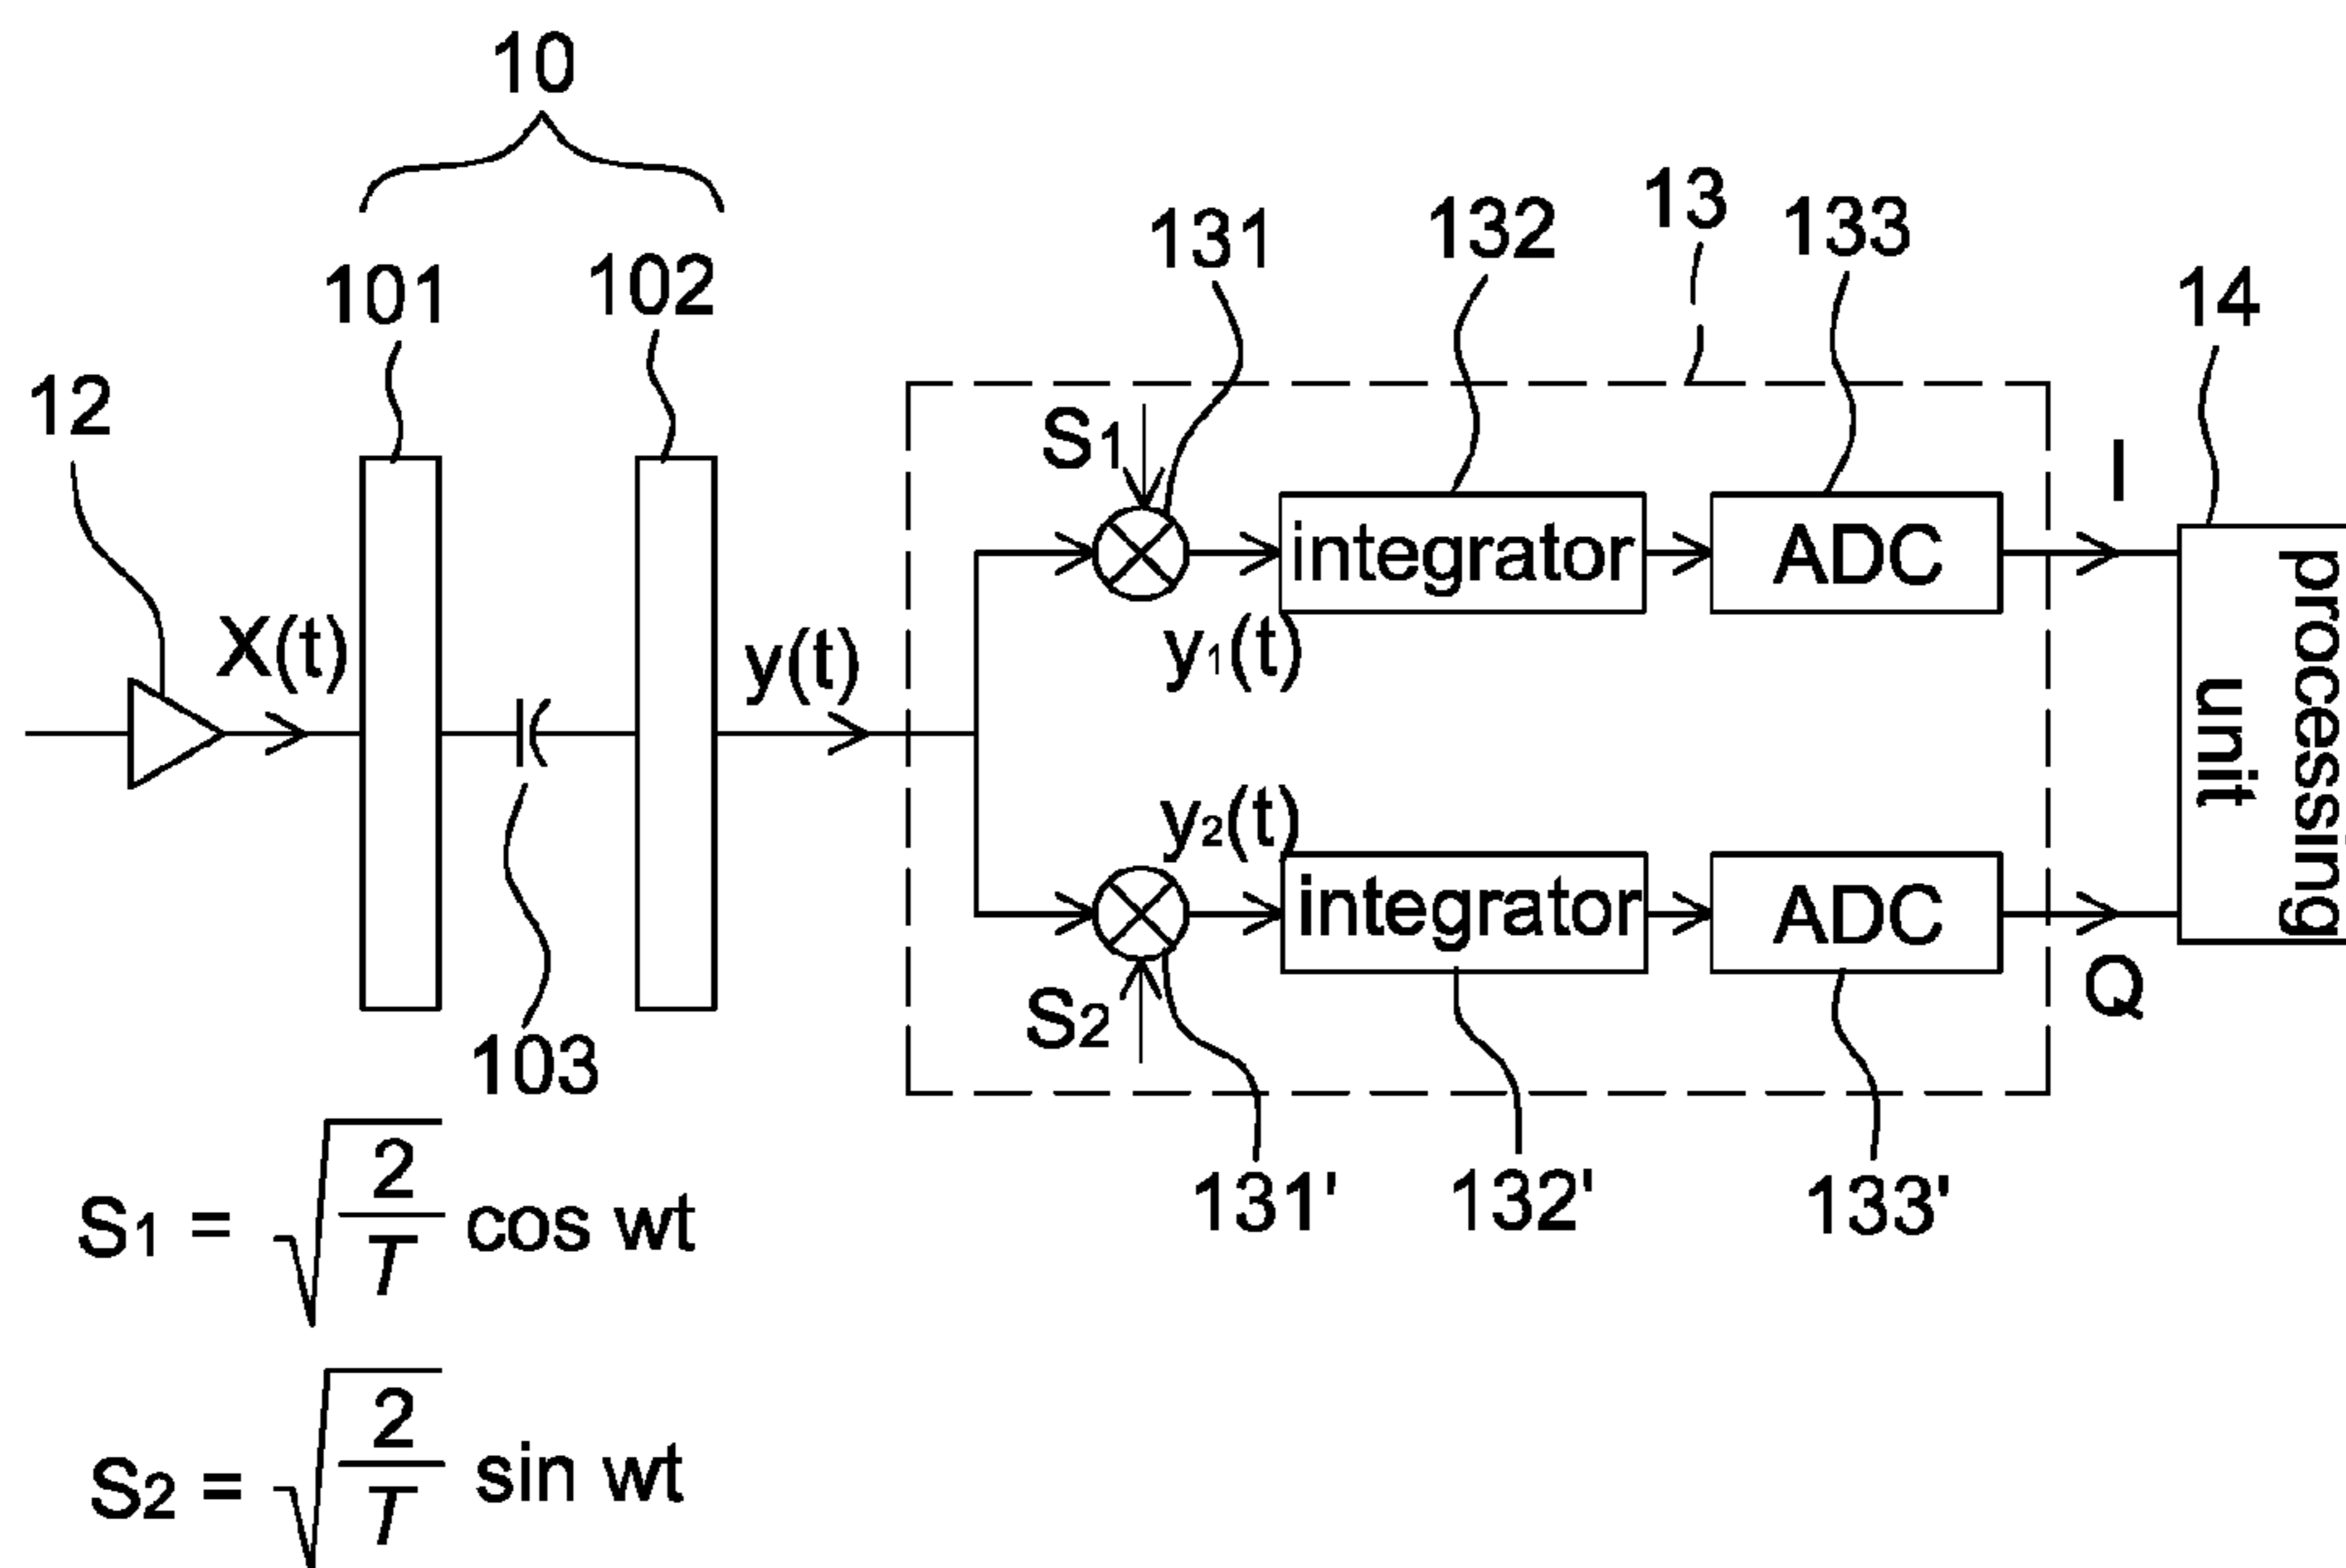 10
101
102
12
X(t)
y(t)
103
131
132
13
133
14
S1
integrator
ADC
I
y1(t)
processing
unit
y2(t)
integrator
ADC
Q
S2
131'
132'
133'
S1 = √(2/T) cos wt
S2 = √(2/T) sin wt